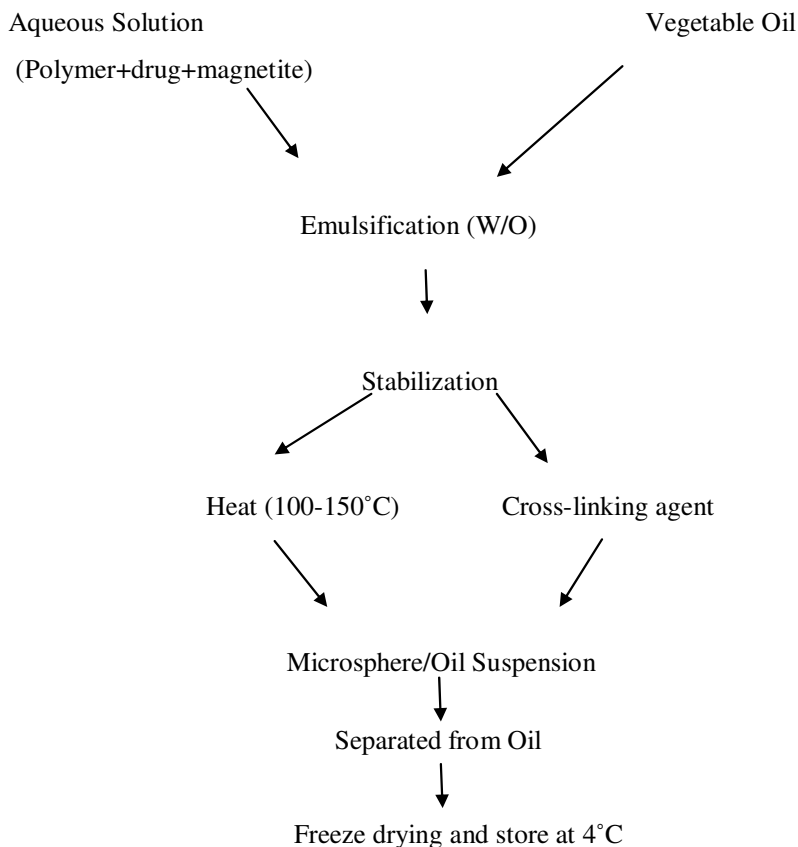 Aqueous Solution
Vegetable Oil
(Polymer+drug+magnetite)
Emulsification (W/O)
Stabilization
Heat (100-150˚C)
Cross-linking agent
Microsphere/Oil Suspension
Separated from Oil
Freeze drying and store at 4˚C